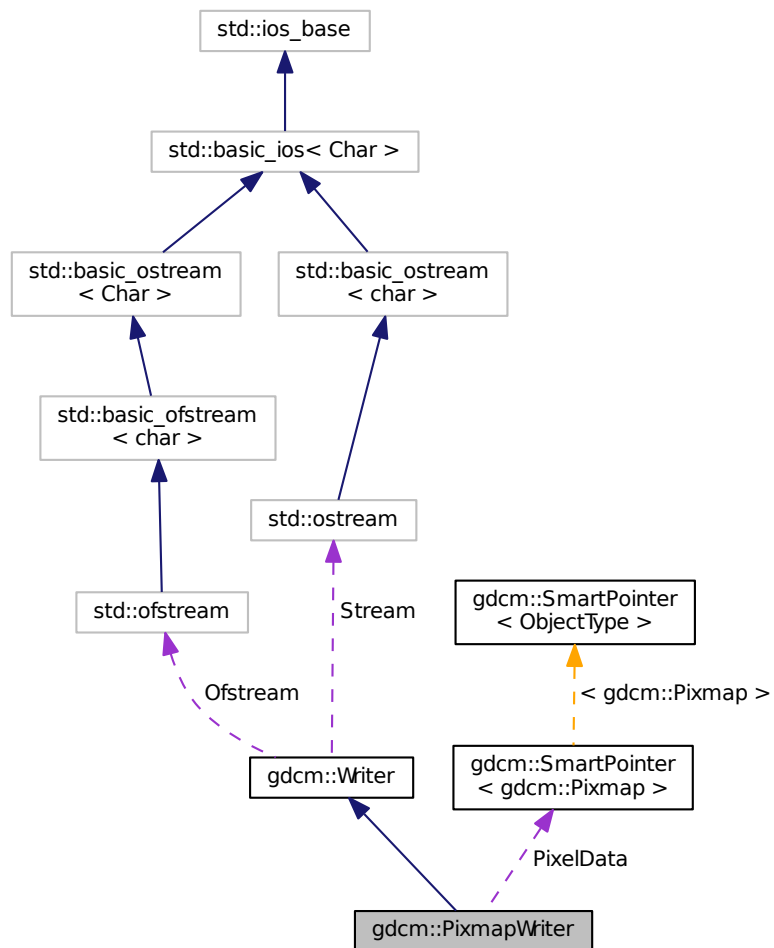 std::ios_base
std::basic_ios< Char >
std::basic_ostream
< Char >
std::basic_ostream
< char >
std::basic_ofstream
< char >
std::ostream
std::ofstream
Stream
gdcm::SmartPointer
< ObjectType >
Ofstream
< gdcm::Pixmap >
gdcm::Writer
gdcm::SmartPointer
< gdcm::Pixmap >
PixelData
gdcm::PixmapWriter